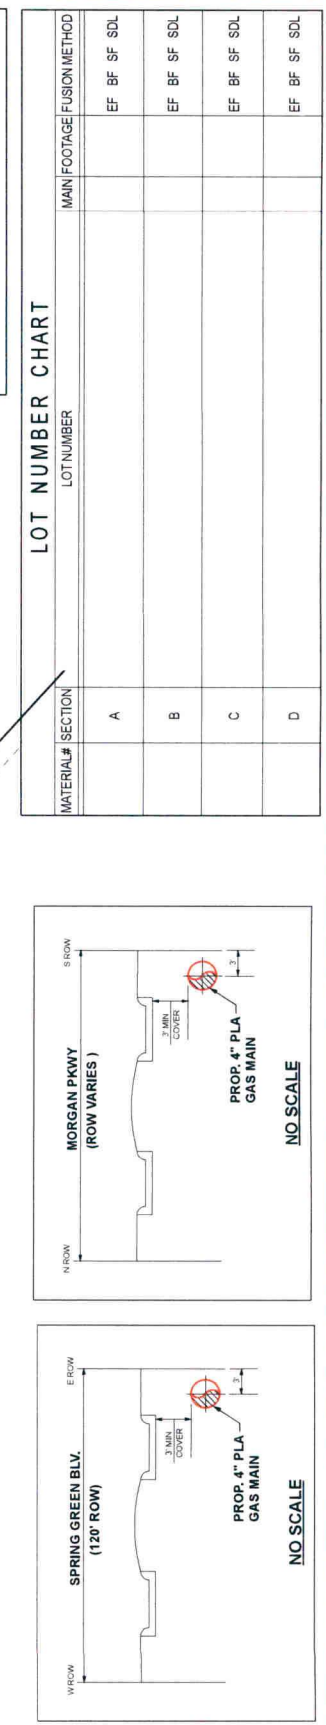 SPRING GREEN BLV.
(120' ROW)
W ROW
E ROW
3' MIN
COVER
3'
PROP. 4" PLA
GAS MAIN
NO SCALE
MORGAN PKWY
(ROW VARIES )
N ROW
S ROW
3' MIN
COVER
3'
PROP. 4" PLA
GAS MAIN
NO SCALE
LOT NUMBER CHART
MATERIAL# SECTION LOT NUMBER MAIN FOOTAGE FUSION METHOD
A EF BF SF SDL
B EF BF SF SDL
C EF BF SF SDL
D EF BF SF SDL